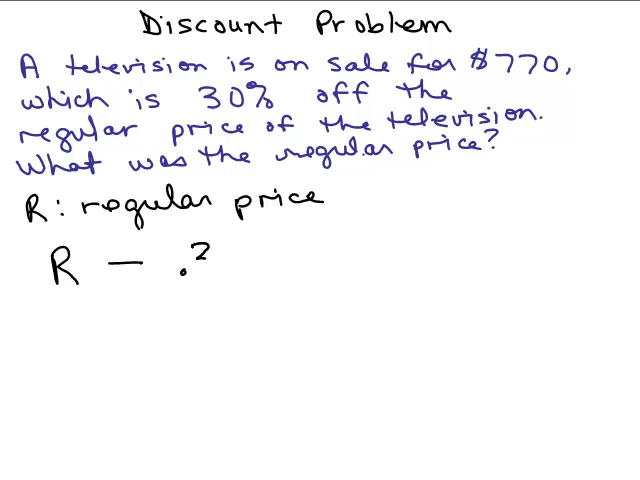 Discount Problem
A television is on sale for $770,
which is 30% off the
regular price of the television.
What was the regular price?
R: regular price
R — .